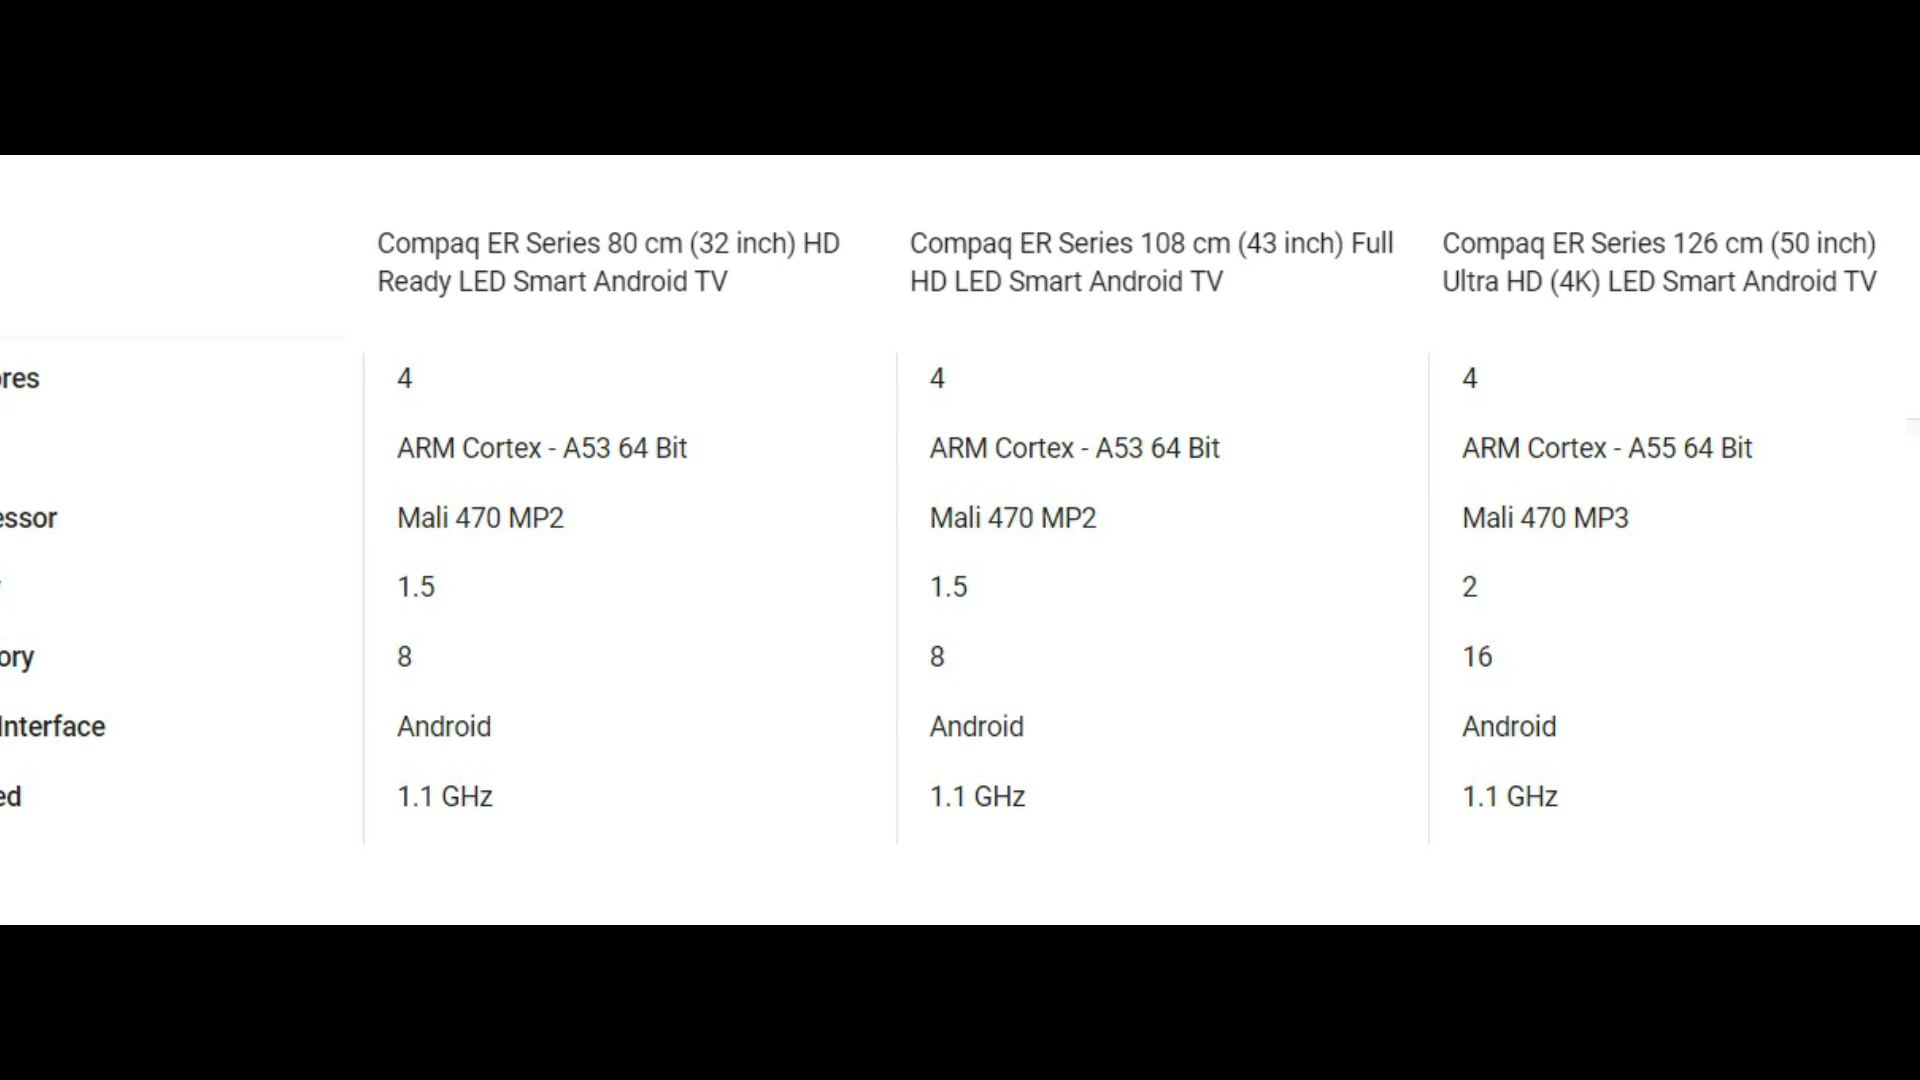 Compaq ER Series 80 cm (32 inch) HD
Ready LED Smart Android TV
Compaq ER Series 108 cm (43 inch) Full
HD LED Smart Android TV
Compaq ER Series 126 cm (50 inch)
Ultra HD (4K) LED Smart Android TV
ores 4 4 4
ARM Cortex - A53 64 Bit ARM Cortex - A53 64 Bit ARM Cortex - A55 64 Bit
essor Mali 470 MP2 Mali 470 MP2 Mali 470 MP3
1.5 1.5 2
ory 8 8 16
Interface Android Android Android
ed 1.1 GHz 1.1 GHz 1.1 GHz